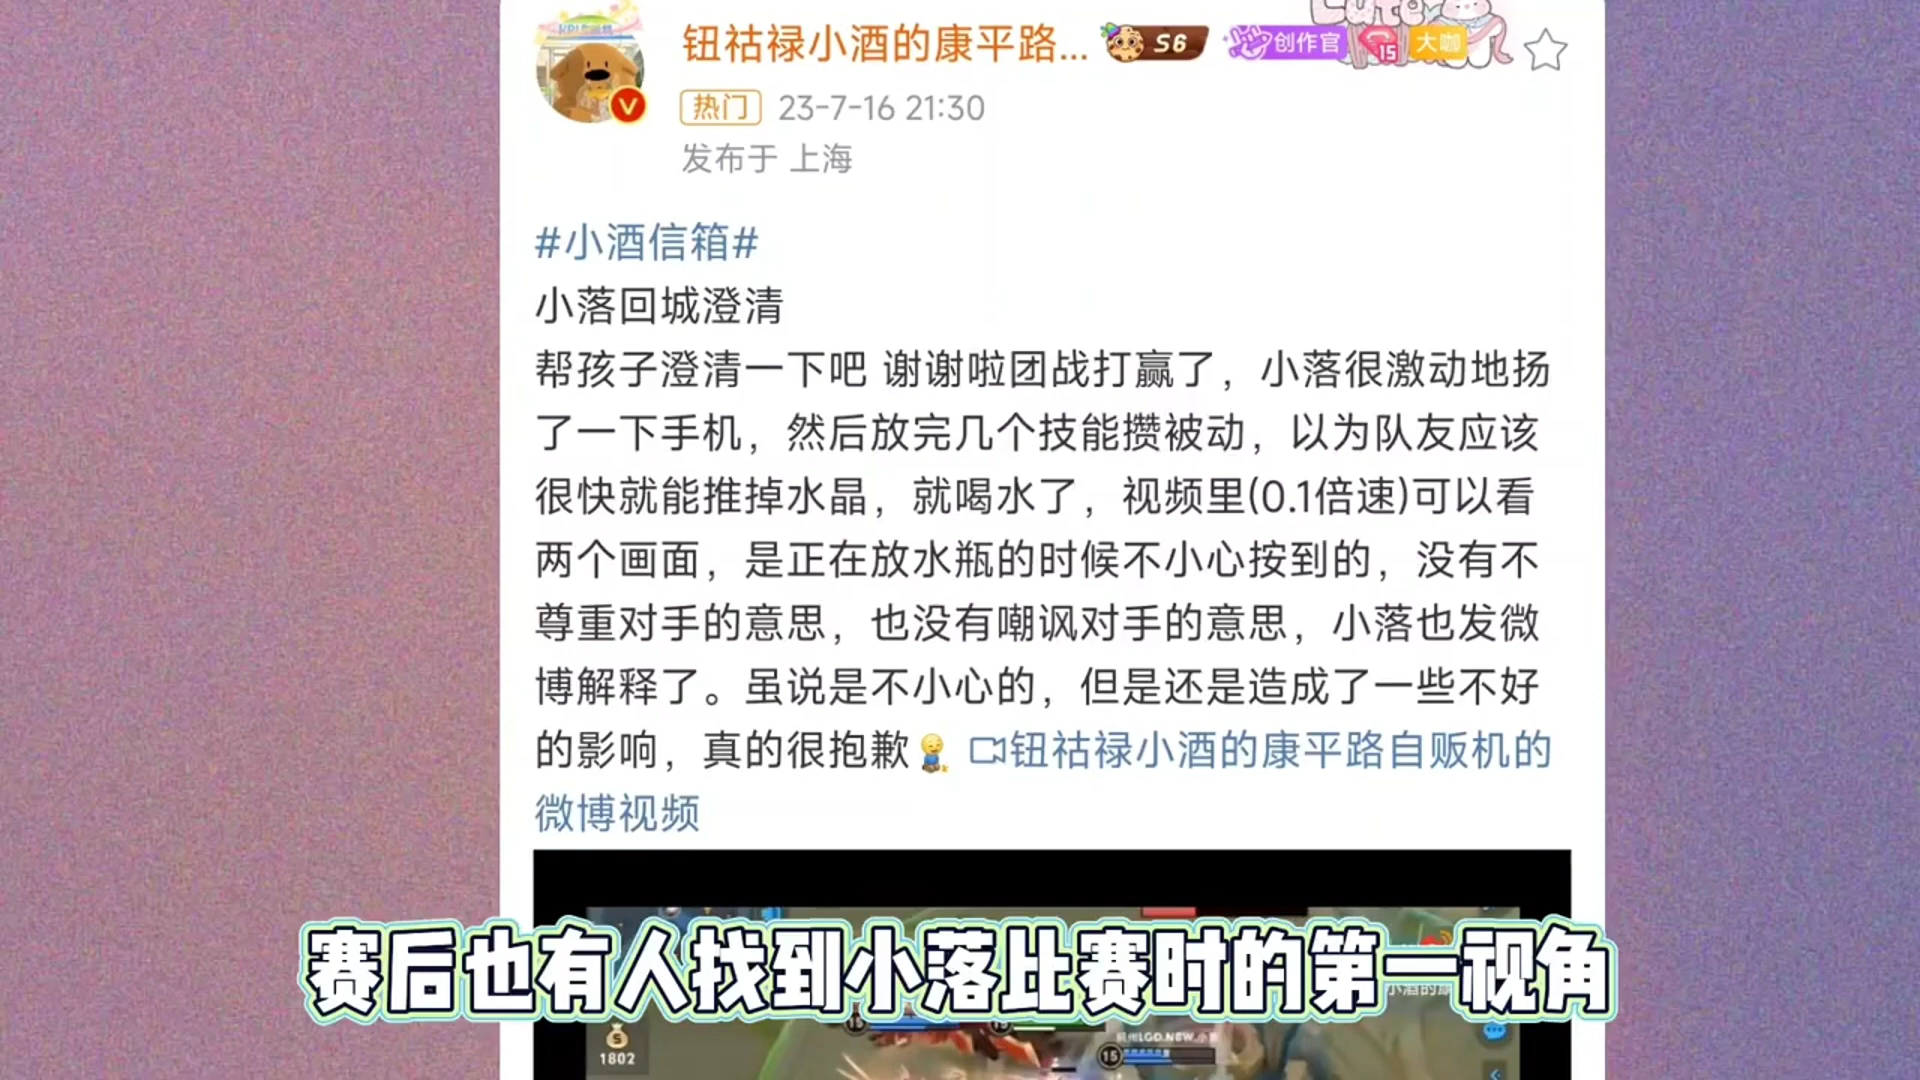 钮祜禄小酒的康平路... S6 创作官 15 大咖
热门 23-7-16 21:30
发布于 上海
#小酒信箱#
小落回城澄清
帮孩子澄清一下吧 谢谢啦团战打赢了，小落很激动地扬
了一下手机，然后放完几个技能攒被动，以为队友应该
很快就能推掉水晶，就喝水了，视频里(0.1倍速)可以看
两个画面，是正在放水瓶的时候不小心按到的，没有不
尊重对手的意思，也没有嘲讽对手的意思，小落也发微
博解释了。虽说是不小心的，但是还是造成了一些不好
的影响，真的很抱歉 钮祜禄小酒的康平路自贩机的
微博视频
赛后也有人找到小落比赛时的第一视角
1802
15